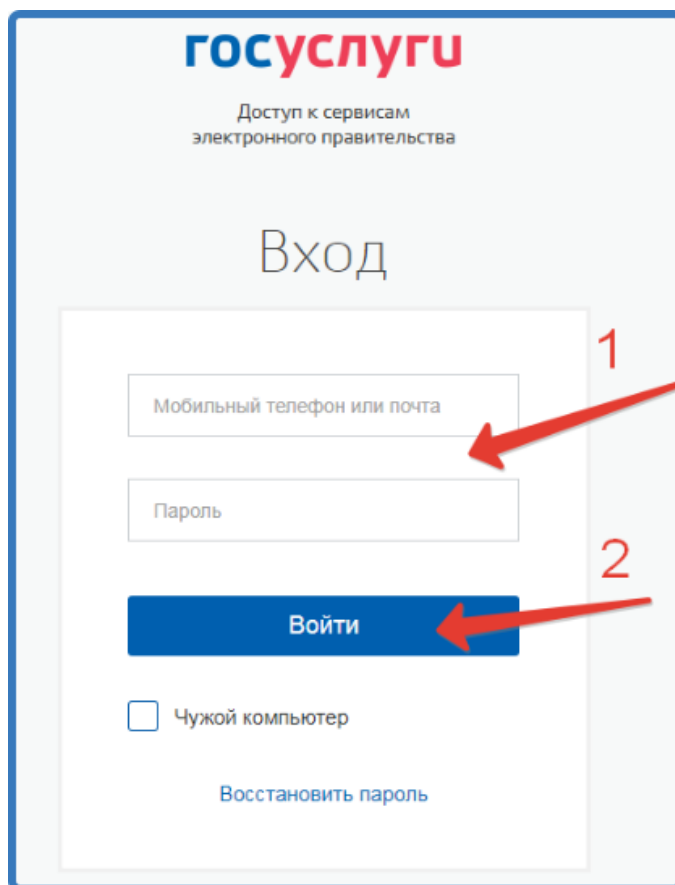 госуслуги
Доступ к сервисам
электронного правительства
Вход
1
Мобильный телефон или почта
Пароль
2
Войти
Чужой компьютер
Восстановить пароль